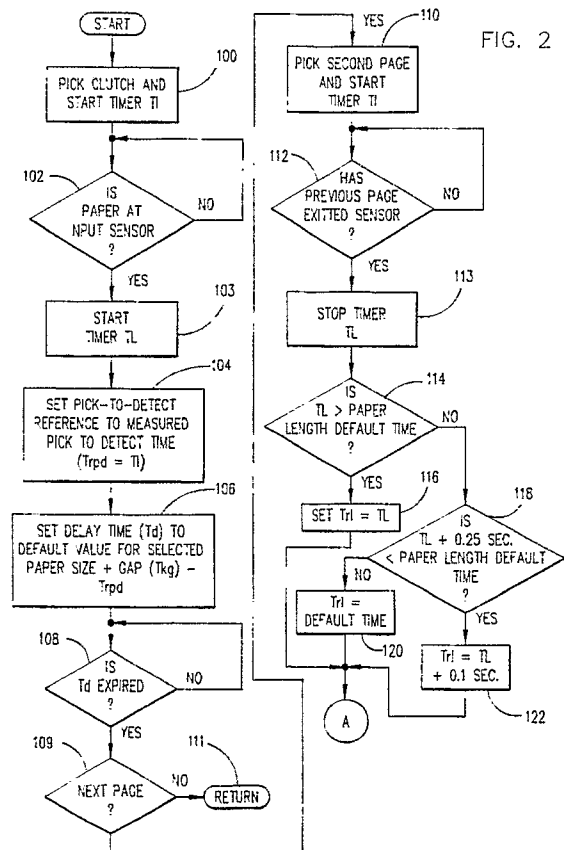 START
100
PICK CLUTCH AND
START TIMER TI
102
IS
PAPER AT
INPUT SENSOR
?
NO
YES
103
START
TIMER TL
104
SET PICK-TO-DETECT
REFERENCE TO MEASURED
PICK TO DETECT TIME
(Trpd = TI)
106
SET DELAY TIME (Td) TO
DEFAULT VALUE FOR SELECTED
PAPER SIZE + GAP (Tkg) -
Trpd
108
IS
Td EXPIRED
?
NO
YES
109
NEXT PAGE
?
NO
111
RETURN
YES
FIG. 2
110
PICK SECOND PAGE
AND START
TIMER TI
112
HAS
PREVIOUS PAGE
EXITTED SENSOR
?
NO
YES
113
STOP TIMER
TL
114
IS
TL > PAPER
LENGTH DEFAULT TIME
?
NO
YES
116
SET Trl = TL
118
IS
TL + 0.25 SEC.
< PAPER LENGTH DEFAULT
TIME
?
NO
YES
Trl =
DEFAULT TIME
120
Trl = TL
+ 0.1 SEC.
122
A